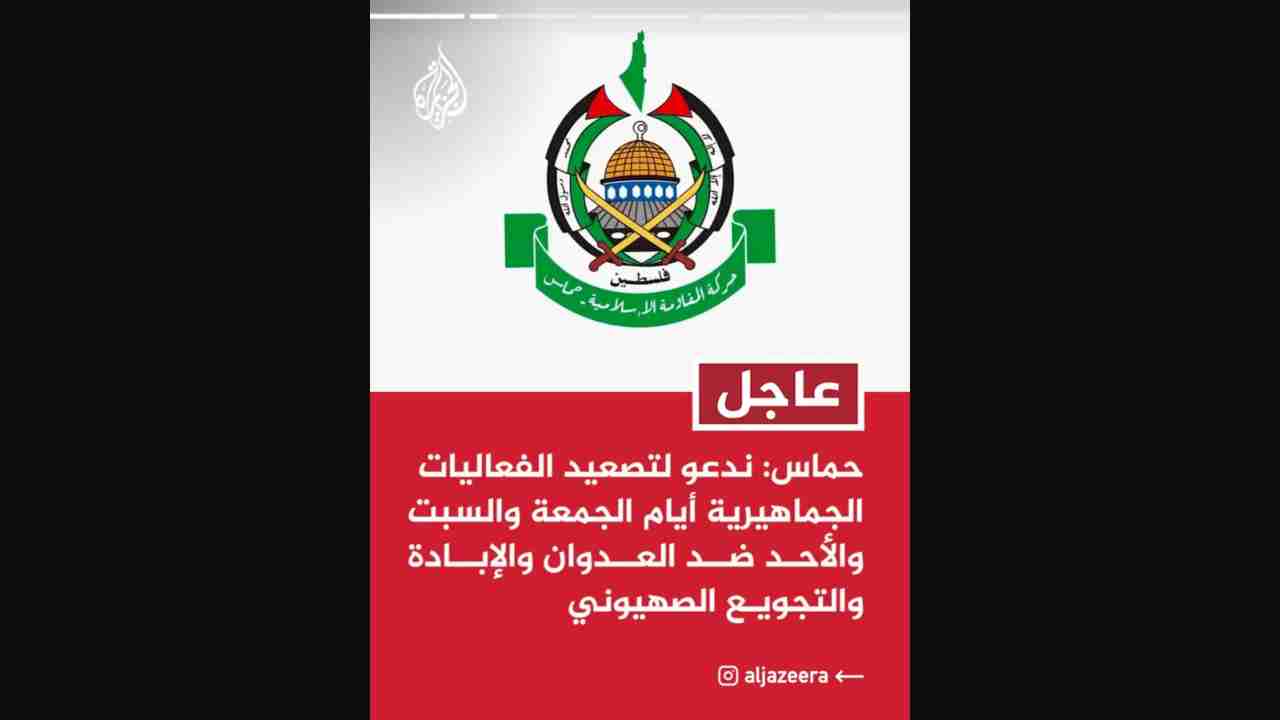 الجزيرة
فلسطين
حركة المقاومة الإسلامية - حماس
عاجل
حماس: ندعو لتصعيد الفعاليات
الجماهيرية أيام الجمعة والسبت
والأحد ضد العدوان والإبادة
والتجويع الصهيوني
aljazeera